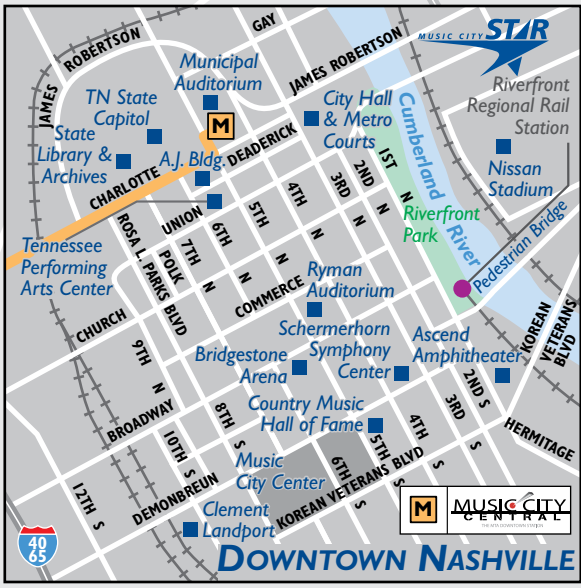 MUSIC CITY STAR
GAY
JAMES ROBERTSON
JAMES ROBERTSON
Municipal
Auditorium
TN State
Capitol
M
City Hall
& Metro
Courts
Cumberland River
Riverfront
Regional Rail
Station
State
Library &
Archives
A.J. Bldg.
DEADERICK
CHARLOTTE
1ST N
2ND N
3RD N
4TH N
5TH N
6TH N
7TH N
Nissan
Stadium
UNION
POLK
ROSA L. PARKS BLVD
Riverfront
Park
Pedestrian Bridge
Tennessee
Performing
Arts Center
Ryman
Auditorium
COMMERCE
CHURCH
Schermerhorn
Symphony
Center
Ascend
Amphitheater
KOREAN
VETERANS
BLVD
9TH N
Bridgestone
Arena
BROADWAY
8TH S
Country Music
Hall of Fame
2ND S
3RD S
4TH S
5TH S
6TH S
HERMITAGE
10TH S
Music
City Center
KOREAN VETERANS BLVD
12TH S
DEMONBREUN
Clement
Landport
M
MUSIC CITY
CENTRAL
40
65
DOWNTOWN NASHVILLE